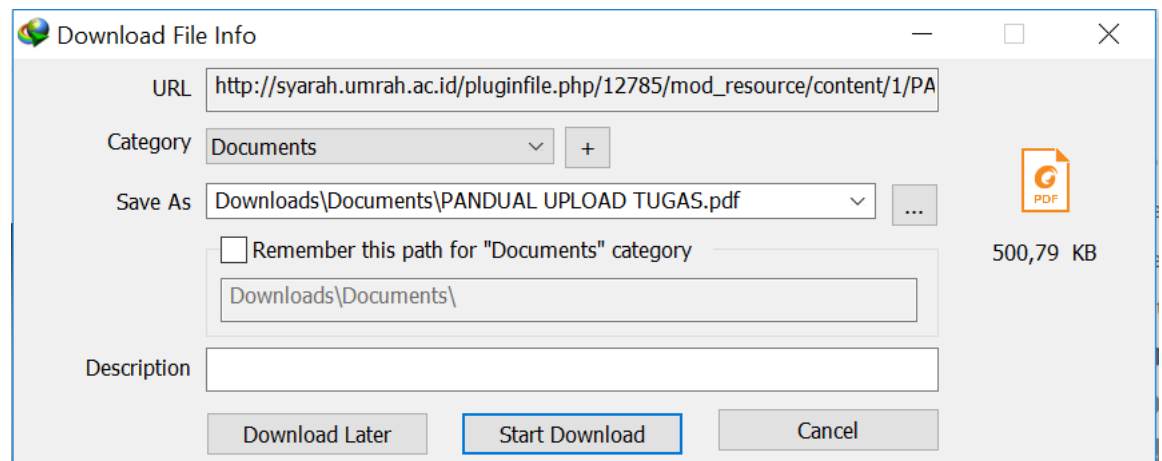 Download File Info
URL http://syarah.umrah.ac.id/pluginfile.php/12785/mod_resource/content/1/PA
Category Documents +
Save As Downloads\Documents\PANDUAL UPLOAD TUGAS.pdf ...
PDF
Remember this path for "Documents" category
500,79 KB
Downloads\Documents\
Description
Download Later Start Download Cancel